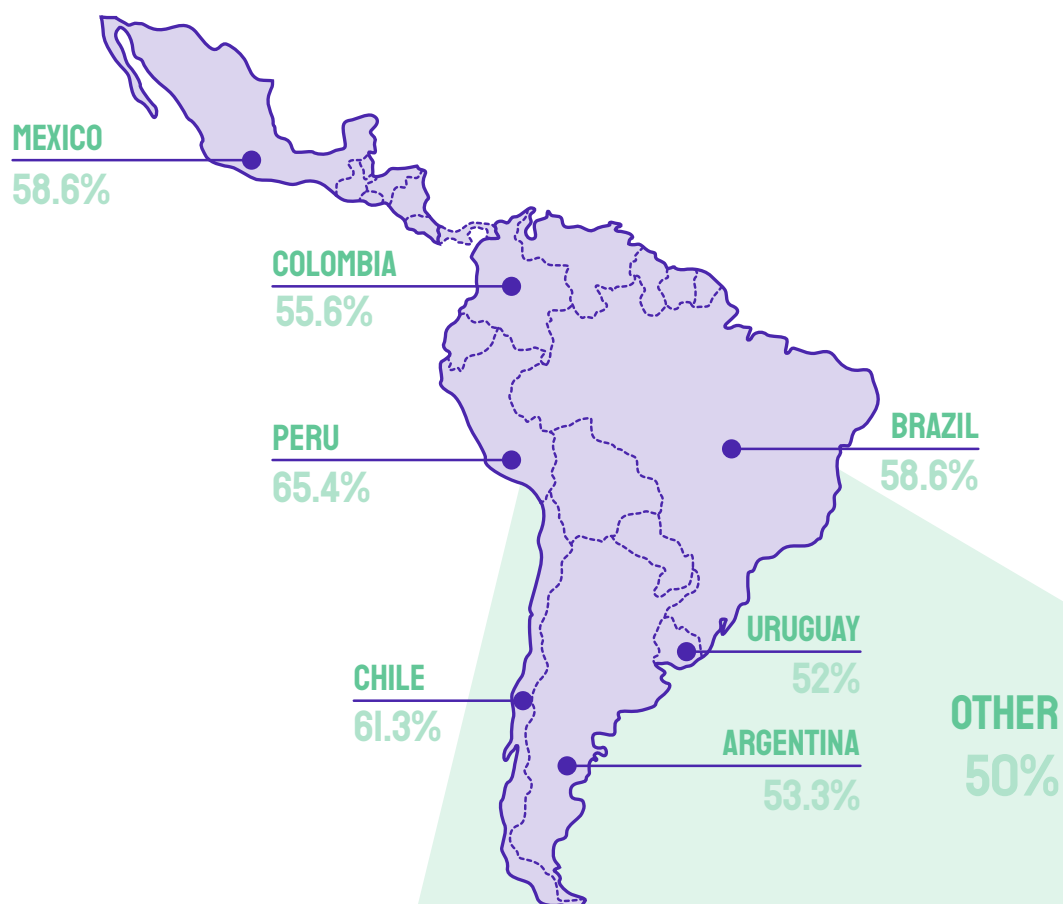 MEXICO
58.6%
COLOMBIA
55.6%
PERU
65.4%
BRAZIL
58.6%
URUGUAY
52%
CHILE
61.3%
OTHER
50%
ARGENTINA
53.3%